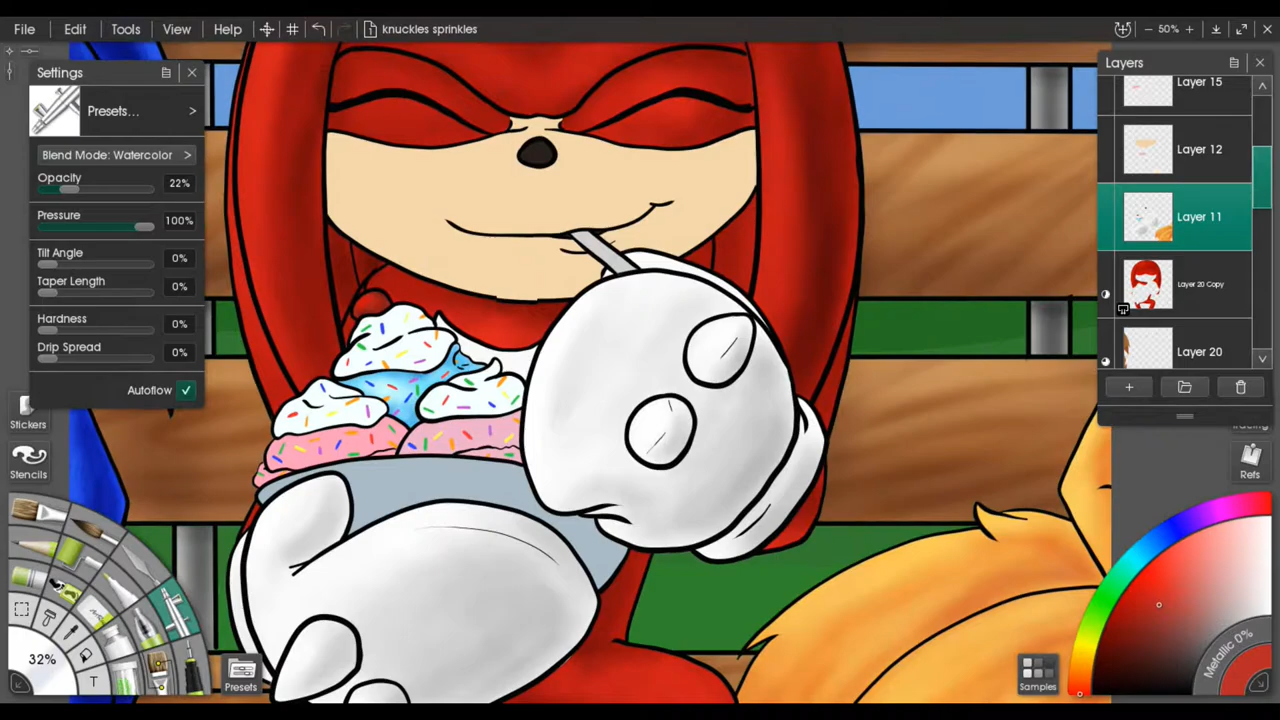 File Edit Tools View Help knuckles sprinkles 50%
Settings
Presets...
Blend Mode: Watercolor
Opacity 22%
Pressure 100%
Tilt Angle 0%
Taper Length 0%
Hardness 0%
Drip Spread 0%
Autoflow
Stickers
Stencils
32%
T
Presets
Layers
Layer 15
Layer 12
Layer 11
Layer 20 Copy
Layer 20
Tracing
Refs
Metallic 0%
Samples